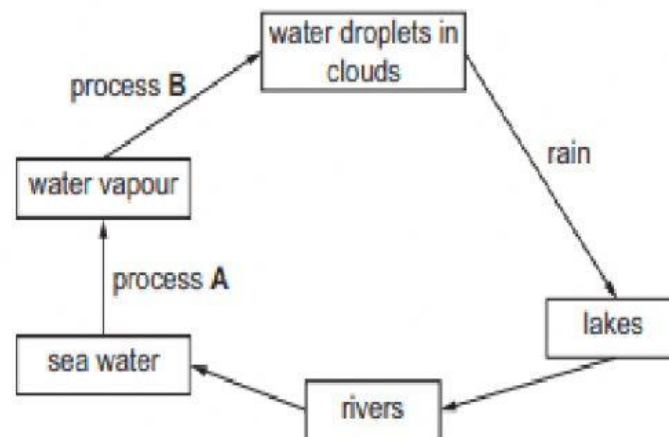 water droplets in
clouds
process B
rain
water vapour
process A
lakes
sea water
rivers